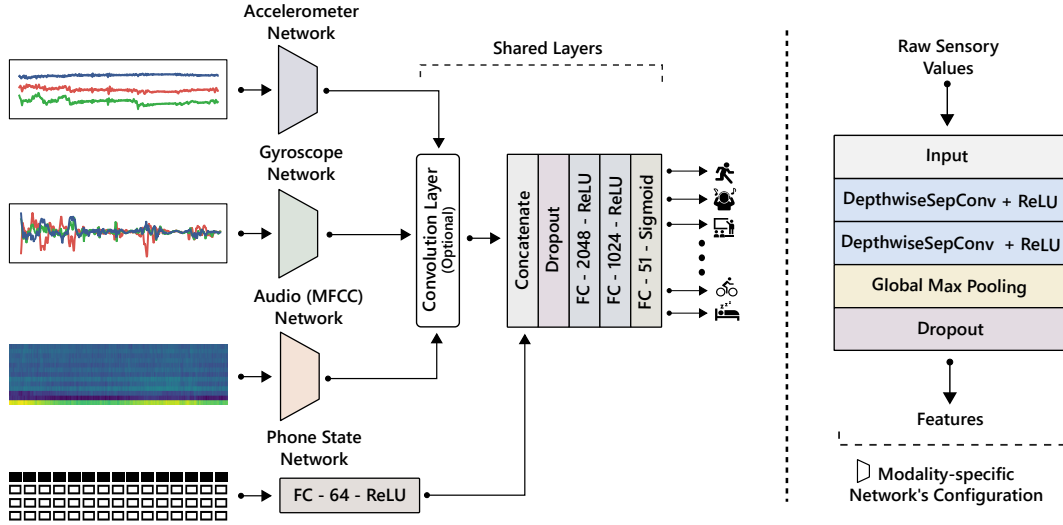 Accelerometer
Network
Gyroscope
Network
Audio (MFCC)
Network
Phone State
Network
FC - 64 - ReLU
Shared Layers
Convolution Layer
(Optional)
Concatenate
Dropout
FC - 2048 - ReLU
FC - 1024 - ReLU
FC - 51 - Sigmoid
Raw Sensory
Values
Input
DepthwiseSepConv + ReLU
DepthwiseSepConv + ReLU
Global Max Pooling
Dropout
Features
Modality-specific
Network's Configuration